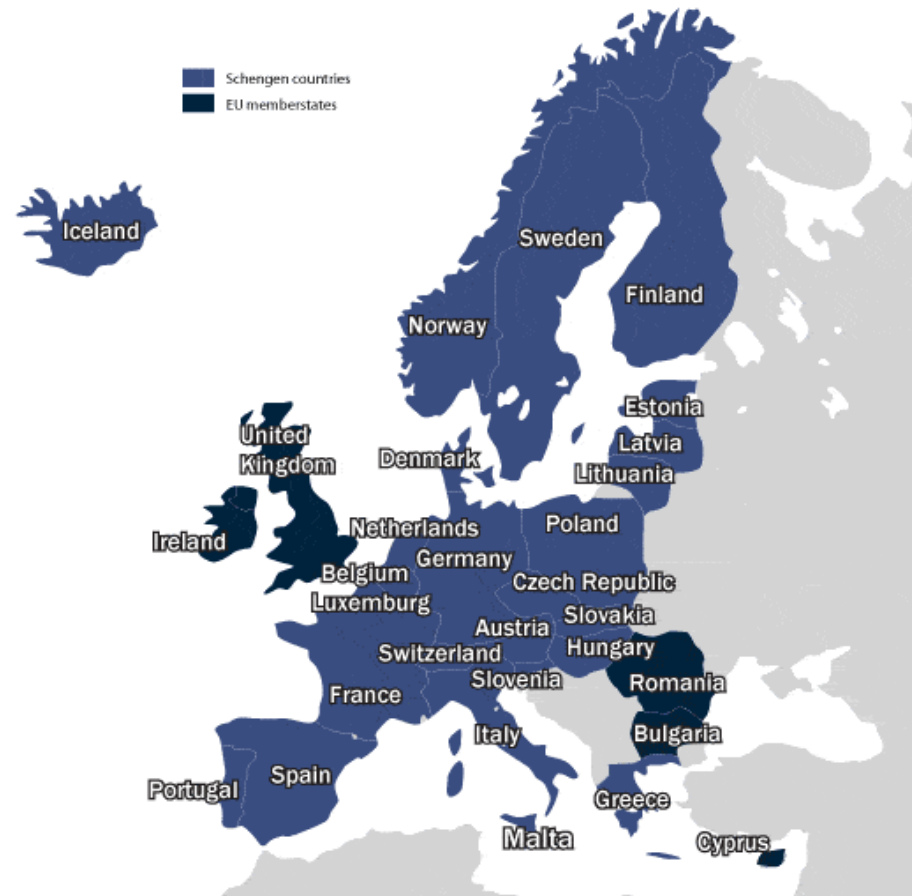 Schengen countries
EU memberstates
Iceland
Sweden
Finland
Norway
Estonia
United
Kingdom
Latvia
Denmark
Lithuania
Netherlands
Poland
Ireland
Germany
Belgium
Czech Republic
Luxemburg
Slovakia
Austria
Hungary
Switzerland
Slovenia
Romania
France
Italy
Bulgaria
Spain
Portugal
Greece
Malta
Cyprus